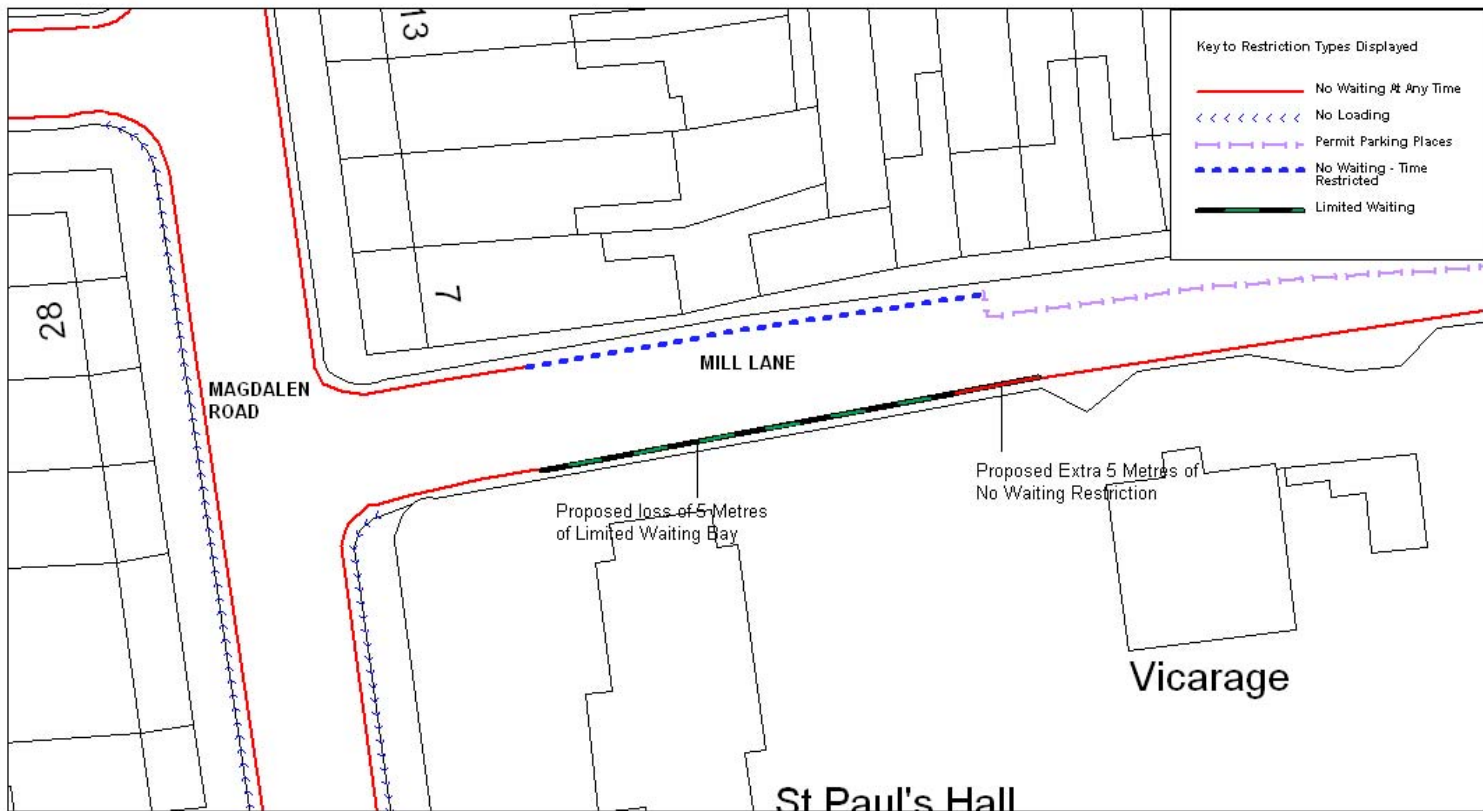 13
Key to Restriction Types Displayed
No Waiting At Any Time
No Loading
Permit Parking Places
No Waiting - Time
Restricted
Limited Waiting
7
28
MAGDALEN
ROAD
MILL LANE
Proposed loss of 5 Metres
of Limited Waiting Bay
Proposed Extra 5 Metres of
No Waiting Restriction
Vicarage
St Paul's Hall